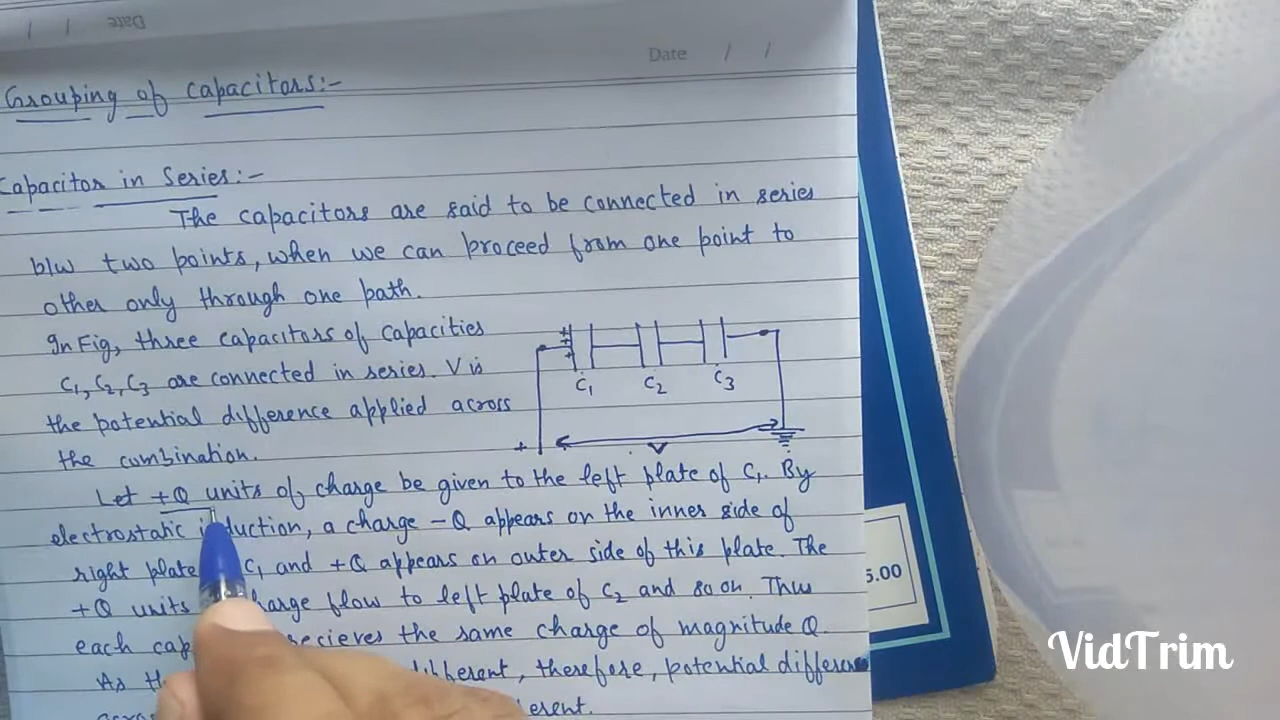 Date / /
Date / /
Grouping of Capacitors:-
Capacitor in Series:-
The capacitors are said to be connected in series
b/w two points, when we can proceed from one point to
other only through one path.
In Fig, three capacitors of capacities
C1, C2, C3 are connected in series. V is
the potential difference applied across
the combination.
C1 C2 C3
+ V
Let +Q units of charge be given to the left plate of C1. By
electrostatic induction, a charge -Q appears on the inner side of
right plate C1 and +Q appears on outer side of this plate. The
+Q units charge flow to left plate of C2 and so on. Thus
each recieves the same charge of magnitude Q.
As different, therefore, potential difference
5.00
VidTrim